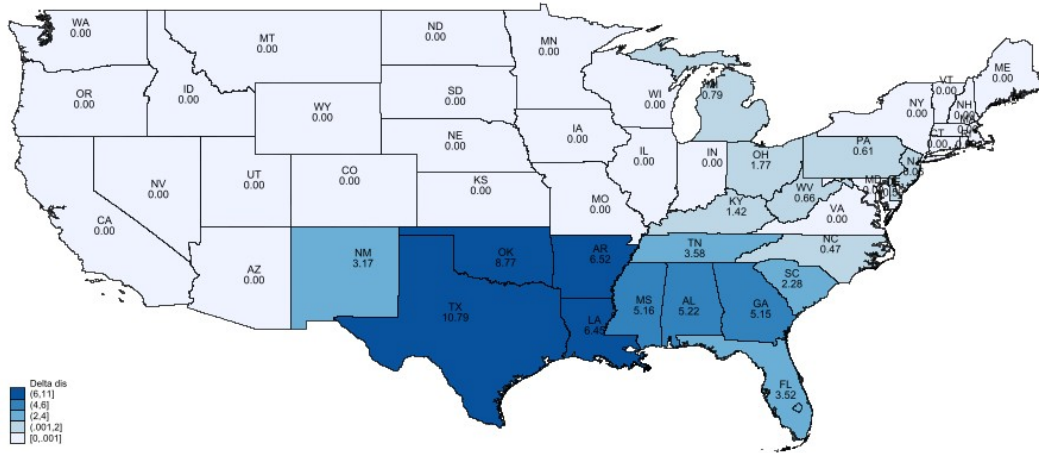 WA
0.00
MT
0.00
ND
0.00
MN
0.00
ME
0.00
OR
0.00
ID
0.00
SD
0.00
WI
0.00
MI
0.79
VT
0.00
NH
0.00
NY
0.00
WY
0.00
IA
0.00
NE
0.00
PA
0.61
OH
1.77
IL
0.00
IN
0.00
NV
0.00
UT
0.00
CO
0.00
KS
0.00
MO
0.00
WV
0.66
KY
1.42
VA
0.00
MD
CA
0.00
AZ
0.00
NM
3.17
OK
8.77
AR
6.52
TN
3.58
NC
0.47
SC
2.28
TX
10.79
LA
MS
5.16
AL
5.22
GA
5.15
FL
3.52
Delta dis
(6,11]
(4,6]
(2,4]
(.001,2]
[0,.001]